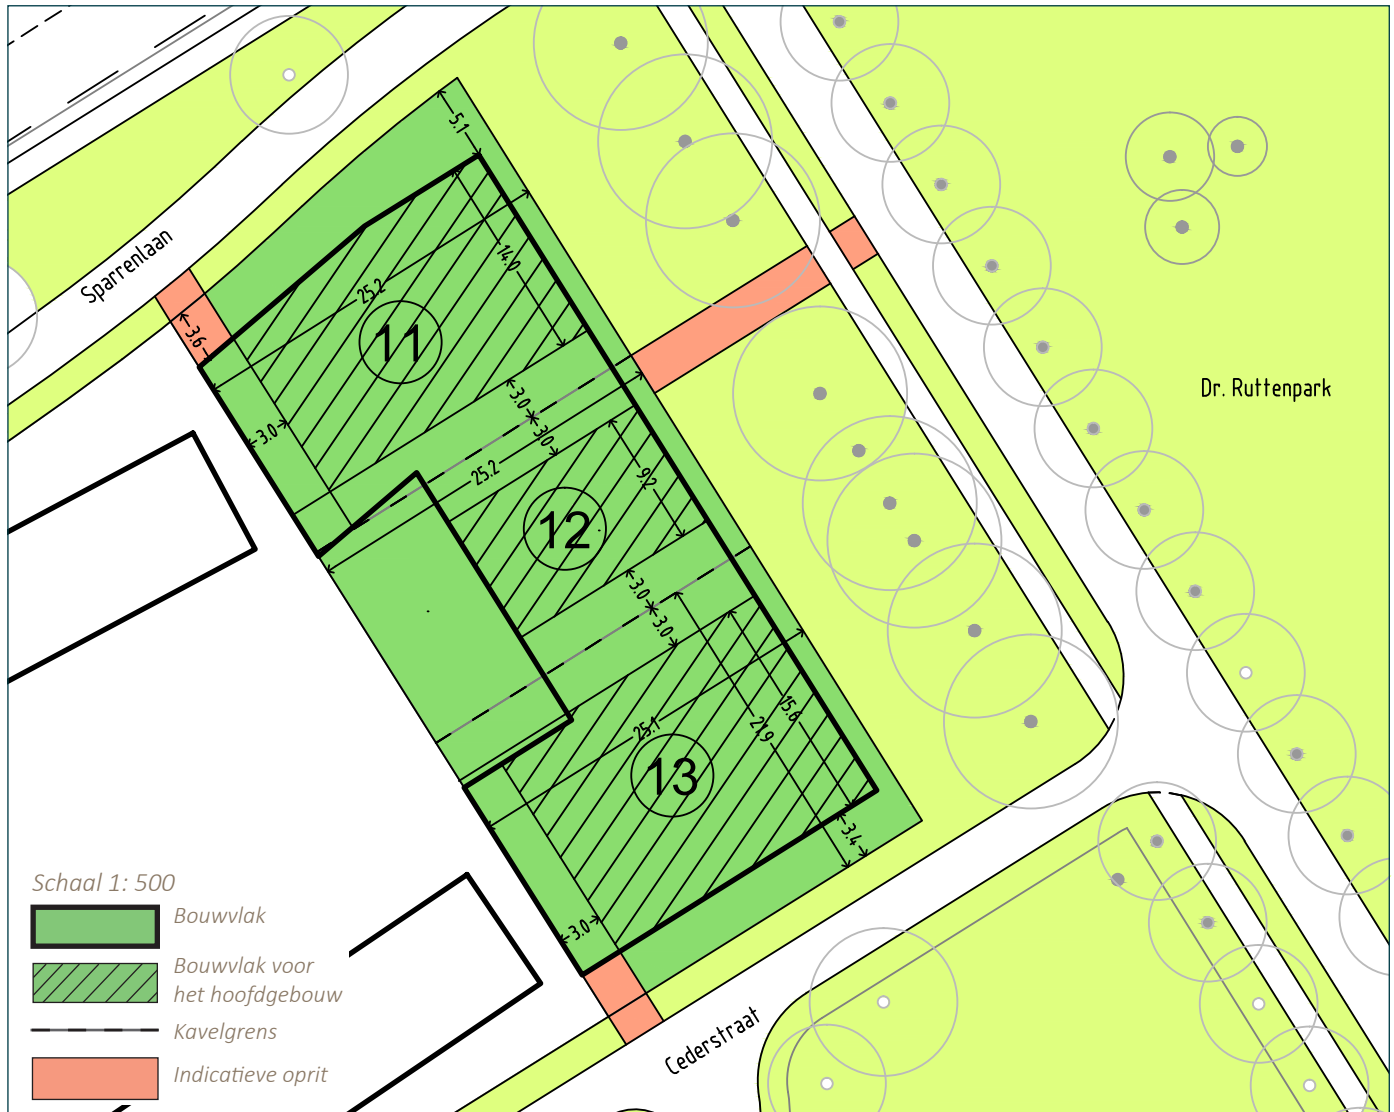 5.1
Sparrenlaan
14.0
25.2
3.6
11
Dr. Ruttenpark
3.0
3.0
3.0
25.2
9.2
12
3.0
3.0
15.6
21.9
25.1
13
3.4
3.0
Schaal 1: 500
Bouwvlak
Bouwvlak voor
het hoofdgebouw
Kavelgrens
Indicatieve oprit
Cederstraat